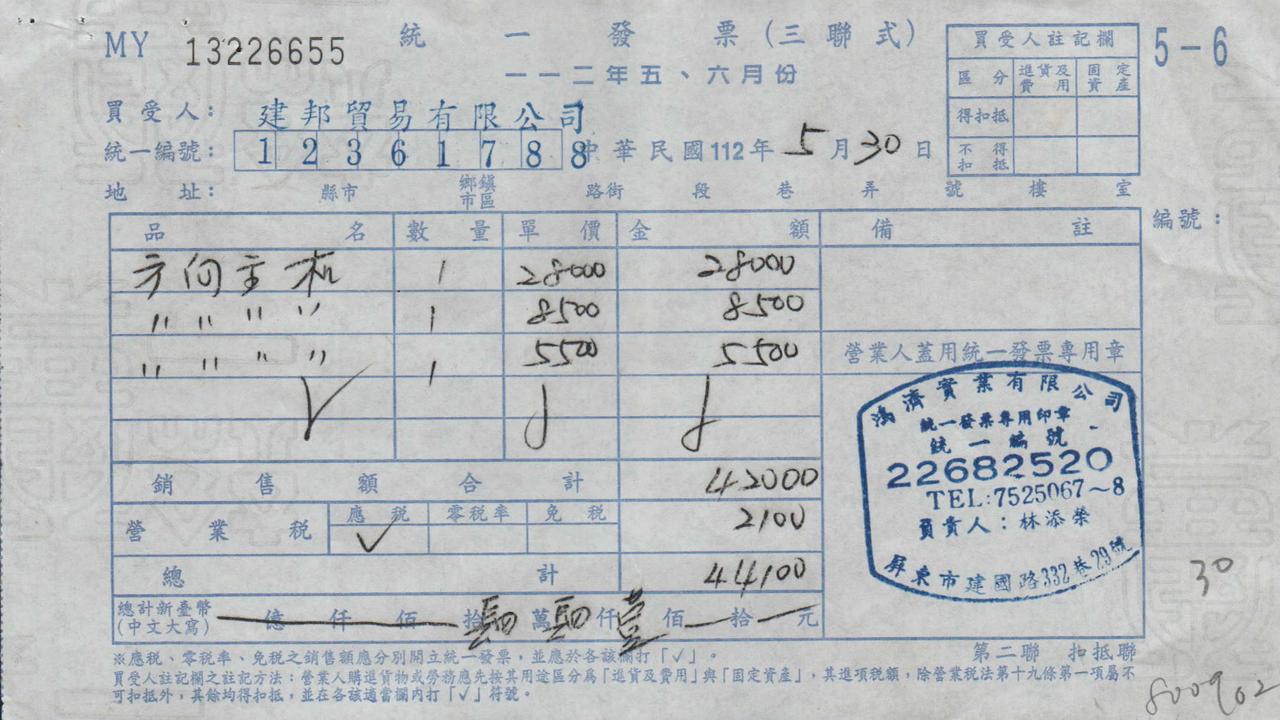 MY 13226655
統一發票(三聯式)
一一二年五、六月份
買受人註記欄
區分 進貨及費用 固定資產
得扣抵
不得扣抵
5-6
買受人: 建邦貿易有限公司
統一編號: 12361788
中華民國112年5月30日
地址: 縣市 鄉鎮市區 路街 段 巷 弄 號 樓 室
編號:
品名 數量 單價 金額 備註
方向主机 1 28000 28000
〃 〃 〃 〃 1 8500 8500
〃 〃 〃 〃 1 5500 5500
營業人蓋用統一發票專用章
鴻濟實業有限公司
統一發票專用印章
統一編號
22682520
TEL:7525067~8
負責人:林添榮
屏東市建國路332巷29號
銷售額合計 42000
營業稅 應稅 ✓ 零稅率 免稅 2100
總計 44100
總計新臺幣(中文大寫) 億仟佰拾肆萬肆仟壹佰拾元
30
※應稅、零稅率、免稅之銷售額應分別開立統一發票,並應於各該欄打「✓」。
第二聯 扣抵聯
買受人註記欄之註記方法:營業人購進貨物或勞務應先按其用途區分為「進貨及費用」與「固定資產」,其進項稅額,除營業稅法第十九條第一項屬不
可扣抵外,其餘均得扣抵,並在各該適當欄內打「✓」符號。
800902